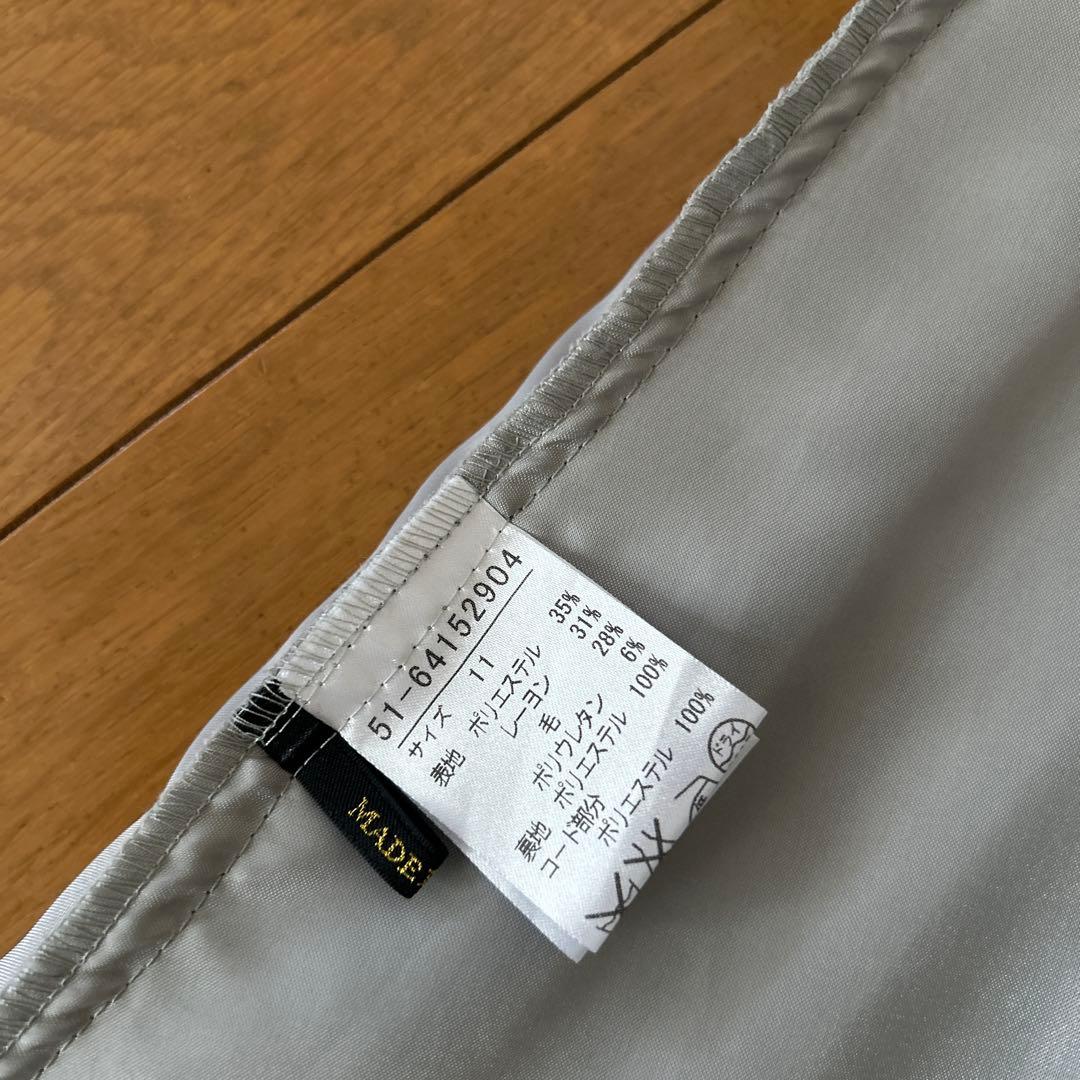 51-64152904
サイズ 11
表地 ポリエステル 35%
レーヨン 31%
毛 28%
ポリウレタン 6%
裏地 ポリエステル 100%
コード部分
ポリエステル 100%
ドライ
MADE